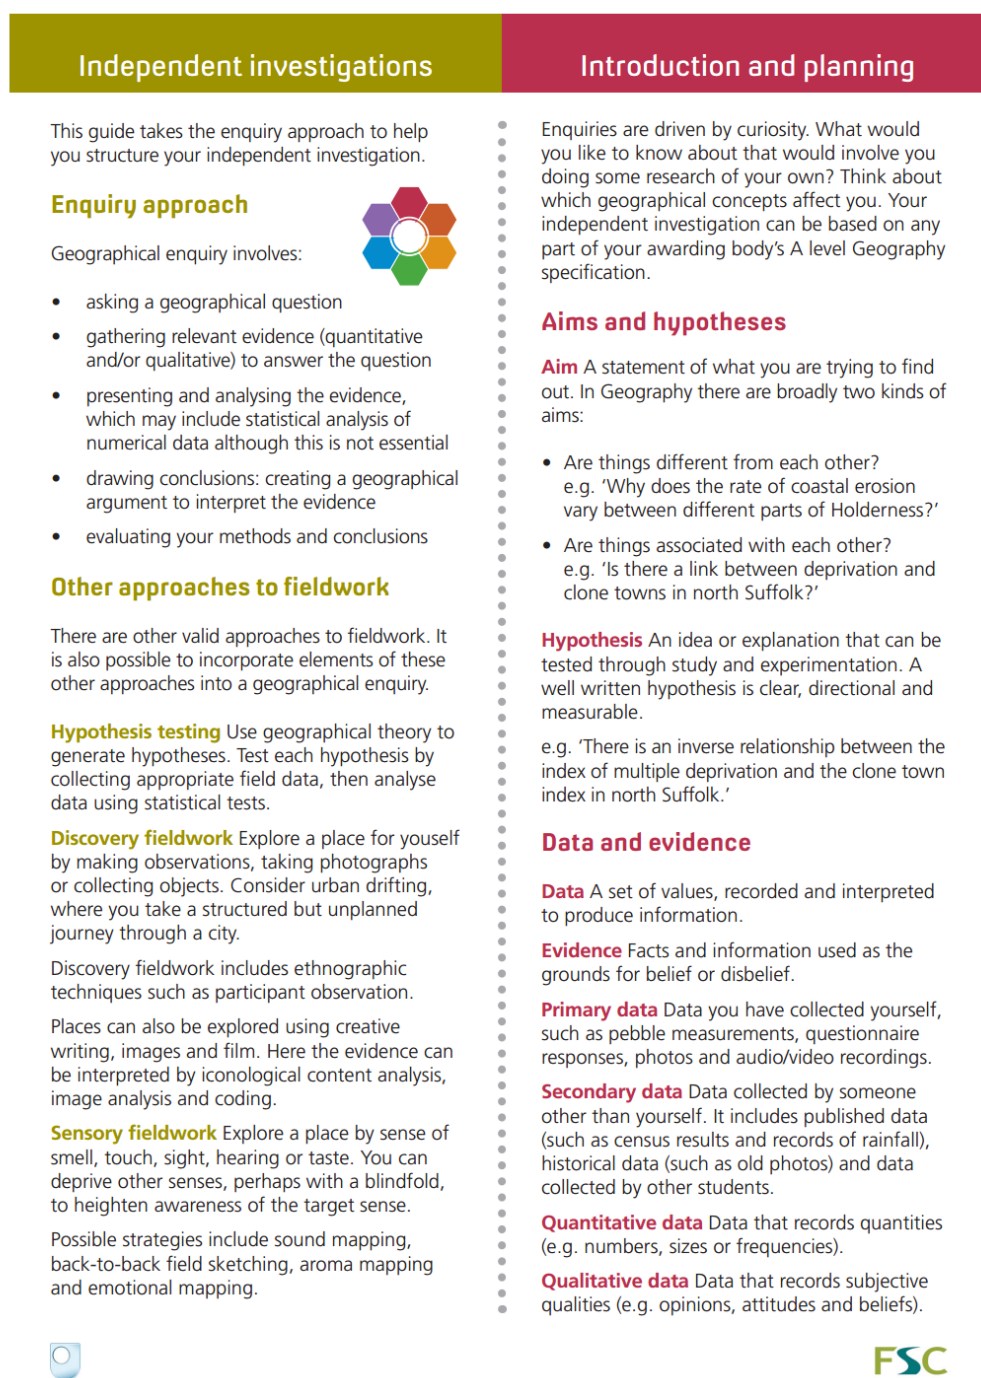 Independent investigations
This guide takes the enquiry approach to help
you structure your independent investigation.
Enquiry approach
Geographical enquiry involves:
• asking a geographical question
• gathering relevant evidence (quantitative
and/or qualitative) to answer the question
• presenting and analysing the evidence,
which may include statistical analysis of
numerical data although this is not essential
• drawing conclusions: creating a geographical
argument to interpret the evidence
• evaluating your methods and conclusions
Other approaches to fieldwork
There are other valid approaches to fieldwork. It
is also possible to incorporate elements of these
other approaches into a geographical enquiry.
Hypothesis testing Use geographical theory to
generate hypotheses. Test each hypothesis by
collecting appropriate field data, then analyse
data using statistical tests.
Discovery fieldwork Explore a place for youself
by making observations, taking photographs
or collecting objects. Consider urban drifting,
where you take a structured but unplanned
journey through a city.
Discovery fieldwork includes ethnographic
techniques such as participant observation.
Places can also be explored using creative
writing, images and film. Here the evidence can
be interpreted by iconological content analysis,
image analysis and coding.
Sensory fieldwork Explore a place by sense of
smell, touch, sight, hearing or taste. You can
deprive other senses, perhaps with a blindfold,
to heighten awareness of the target sense.
Possible strategies include sound mapping,
back-to-back field sketching, aroma mapping
and emotional mapping.
Introduction and planning
Enquiries are driven by curiosity. What would
you like to know about that would involve you
doing some research of your own? Think about
which geographical concepts affect you. Your
independent investigation can be based on any
part of your awarding body's A level Geography
specification.
Aims and hypotheses
Aim A statement of what you are trying to find
out. In Geography there are broadly two kinds of
aims:
• Are things different from each other?
e.g. ‘Why does the rate of coastal erosion
vary between different parts of Holderness?’
• Are things associated with each other?
e.g. ‘Is there a link between deprivation and
clone towns in north Suffolk?’
Hypothesis An idea or explanation that can be
tested through study and experimentation. A
well written hypothesis is clear, directional and
measurable.
e.g. ‘There is an inverse relationship between the
index of multiple deprivation and the clone town
index in north Suffolk.’
Data and evidence
Data A set of values, recorded and interpreted
to produce information.
Evidence Facts and information used as the
grounds for belief or disbelief.
Primary data Data you have collected yourself,
such as pebble measurements, questionnaire
responses, photos and audio/video recordings.
Secondary data Data collected by someone
other than yourself. It includes published data
(such as census results and records of rainfall),
historical data (such as old photos) and data
collected by other students.
Quantitative data Data that records quantities
(e.g. numbers, sizes or frequencies).
Qualitative data Data that records subjective
qualities (e.g. opinions, attitudes and beliefs).
FSC